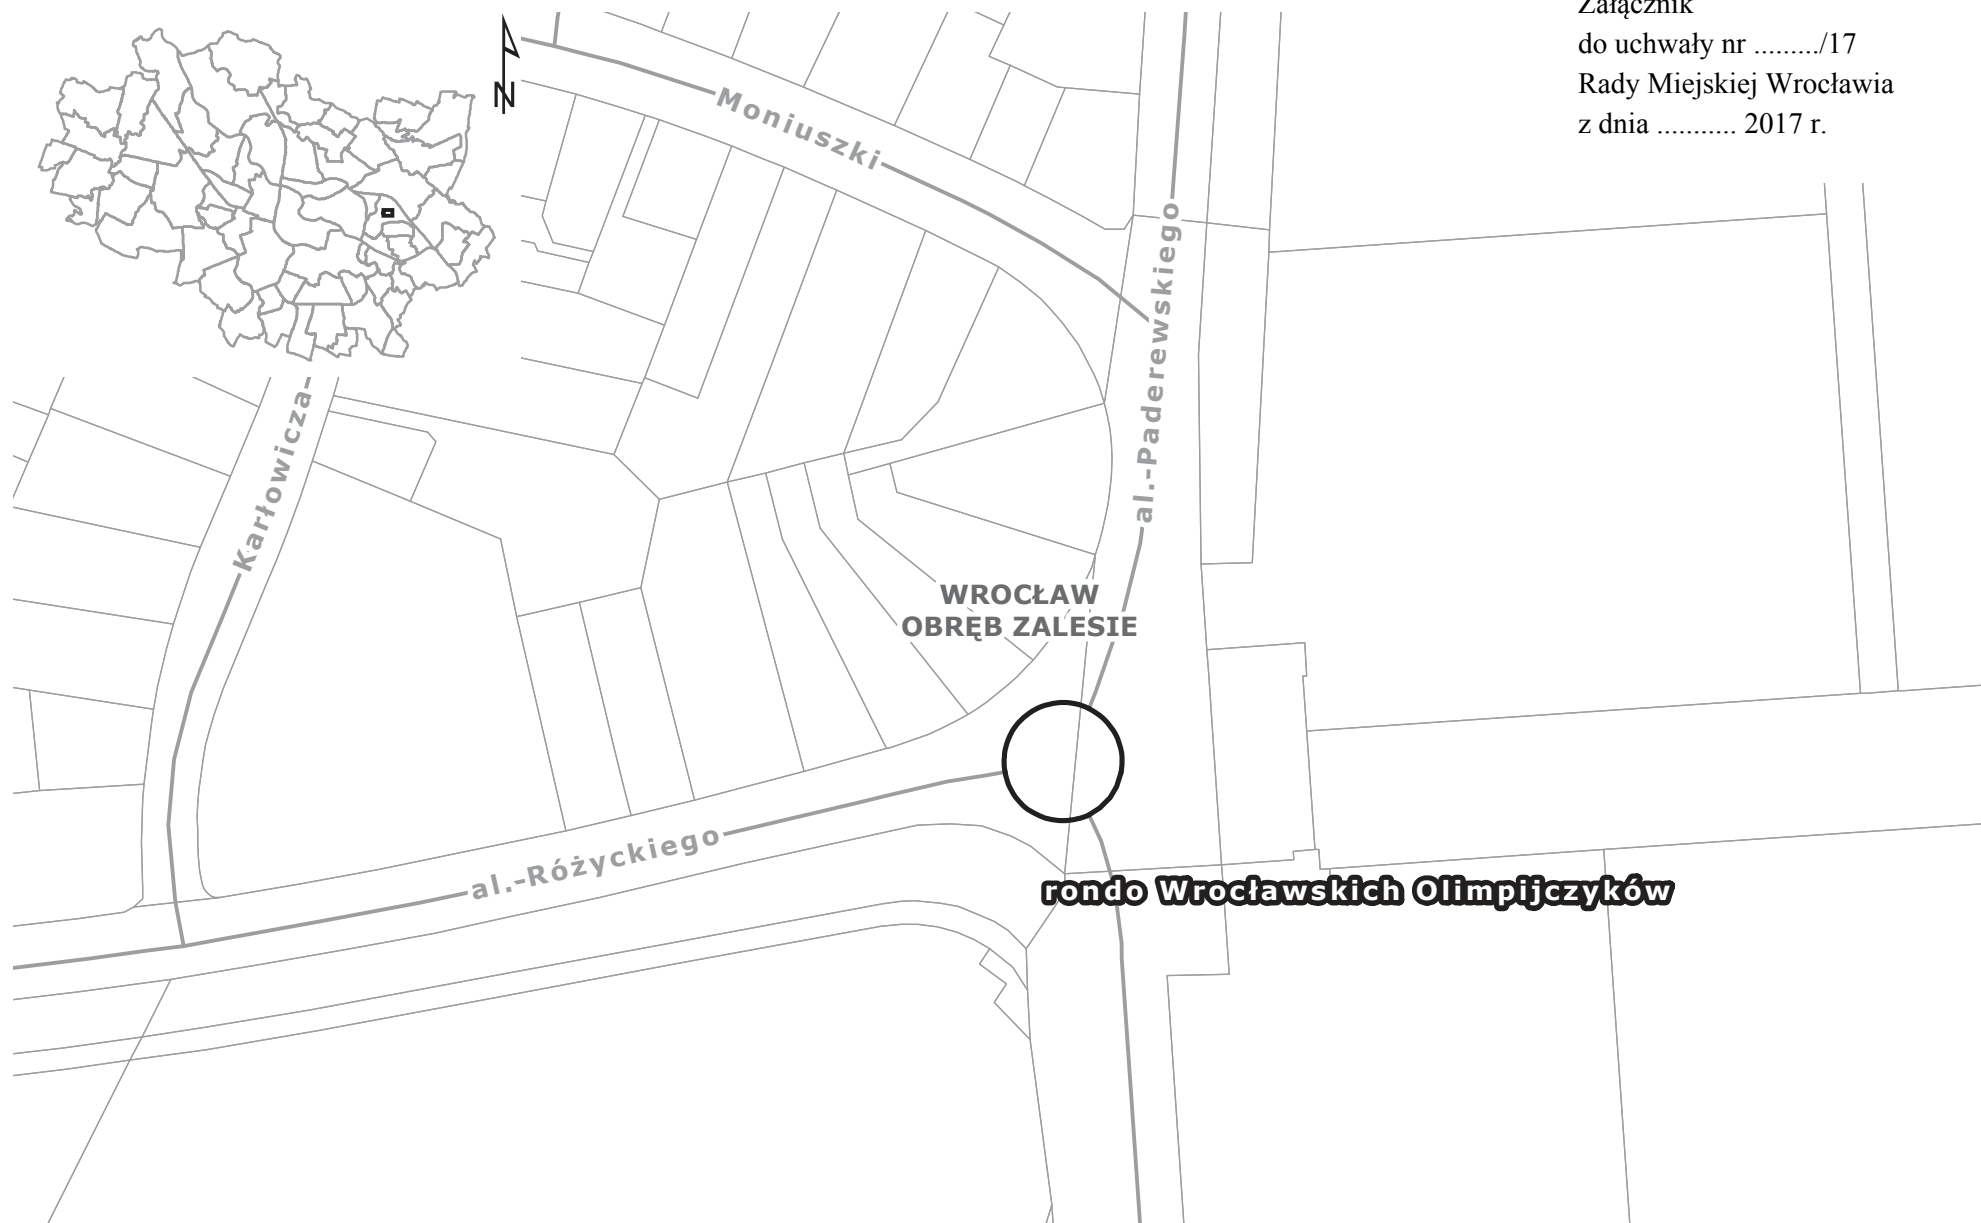 Załącznik
do uchwały nr ........./17
Rady Miejskiej Wrocławia
z dnia ........... 2017 r.
N
Moniuszki
al.-Paderewskiego
Karłowicza
WROCŁAW
OBRĘB ZALESIE
al.-Różyckiego
rondo Wrocławskich Olimpijczyków